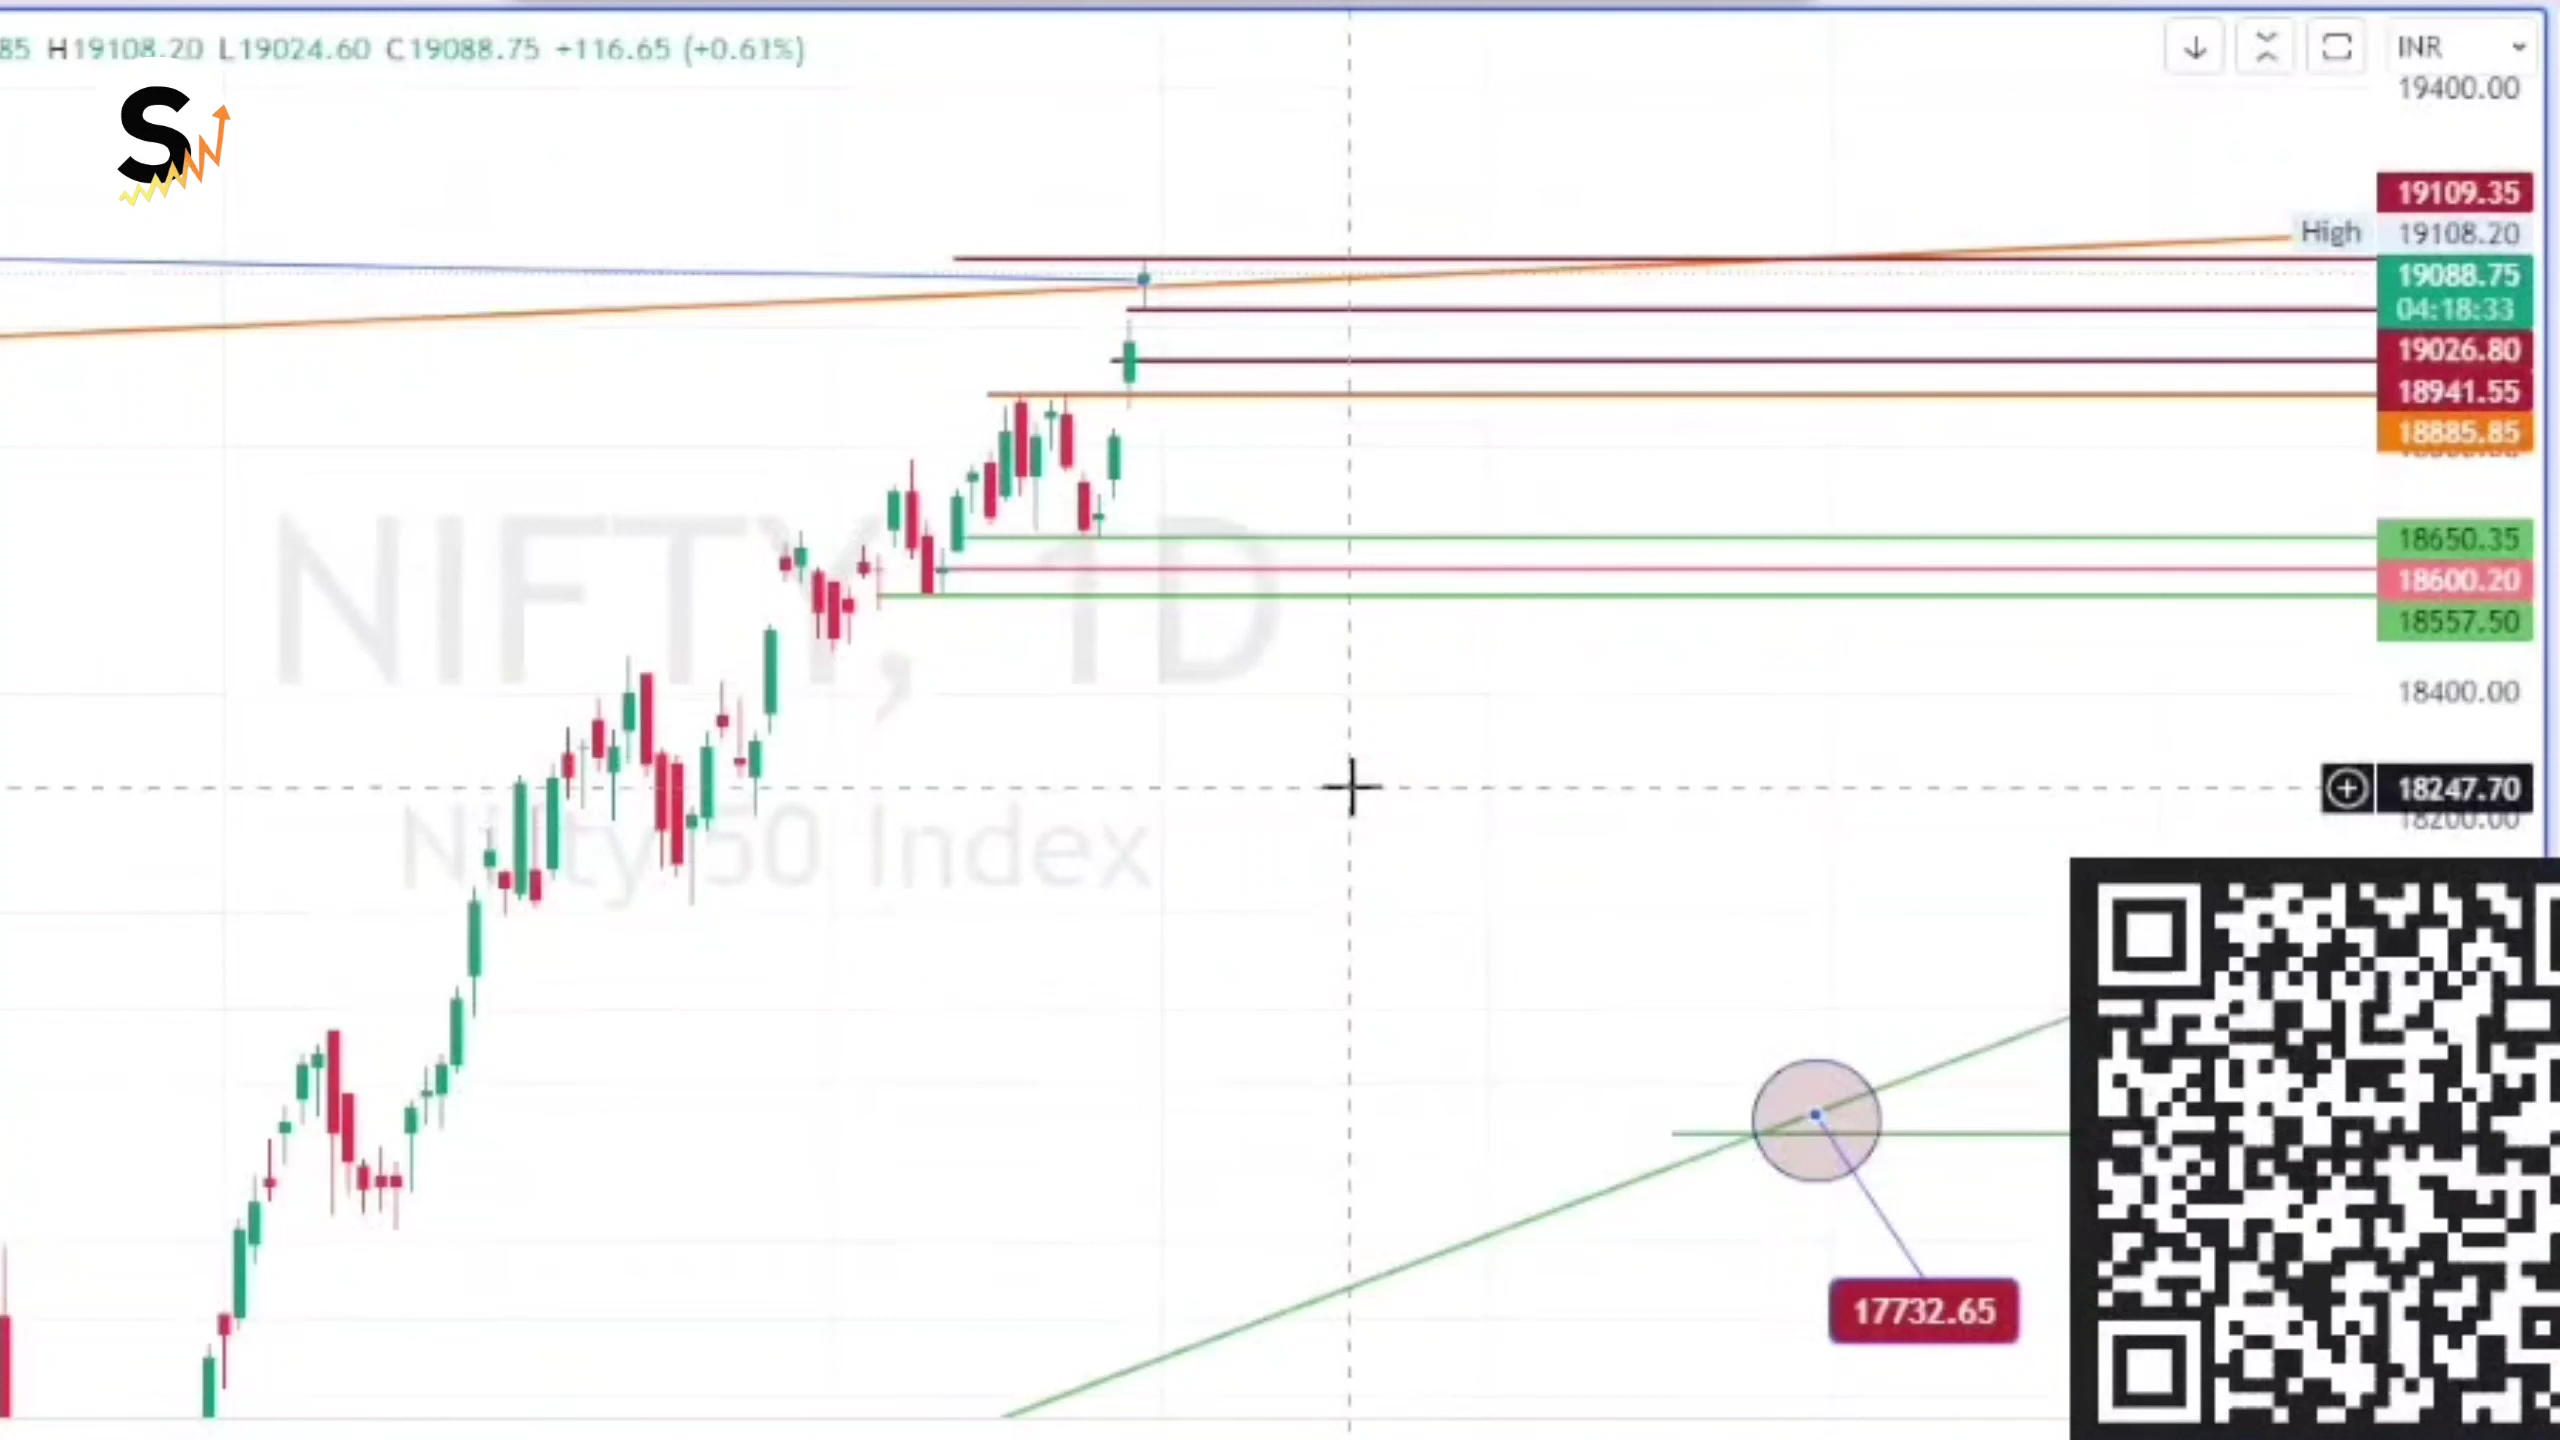 85 H19108.20 L19024.60 C19088.75 +116.65 (+0.61%)
INR
19400.00
S
19109.35
High 19108.20
19088.75
04:18:33
19026.80
18941.55
18885.85
18650.35
18600.20
18557.50
NIFTY, 1D
18400.00
18247.70
18200.00
Nifty 50 Index
17732.65